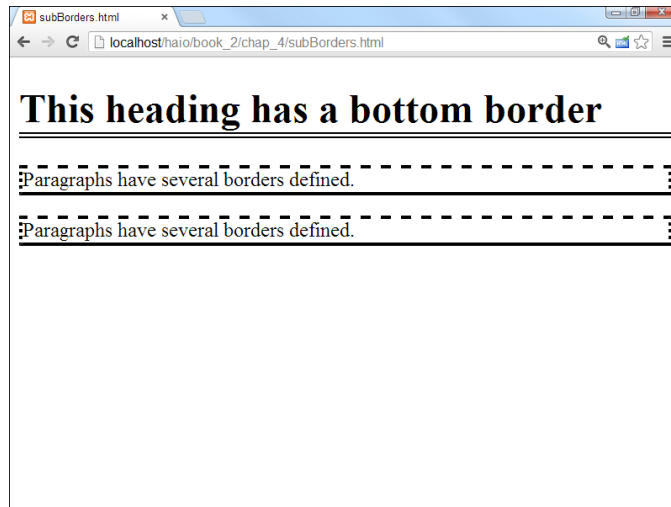 subBorders.html
localhost/haio/book_2/chap_4/subBorders.html
This heading has a bottom border
Paragraphs have several borders defined.
Paragraphs have several borders defined.